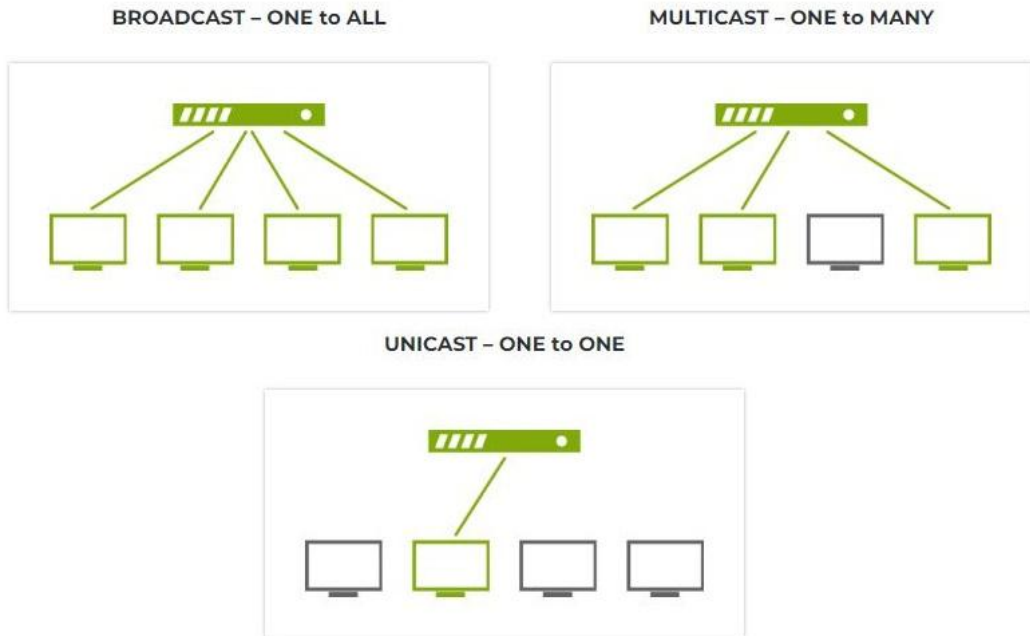 BROADCAST – ONE to ALL
MULTICAST – ONE to MANY
UNICAST – ONE to ONE